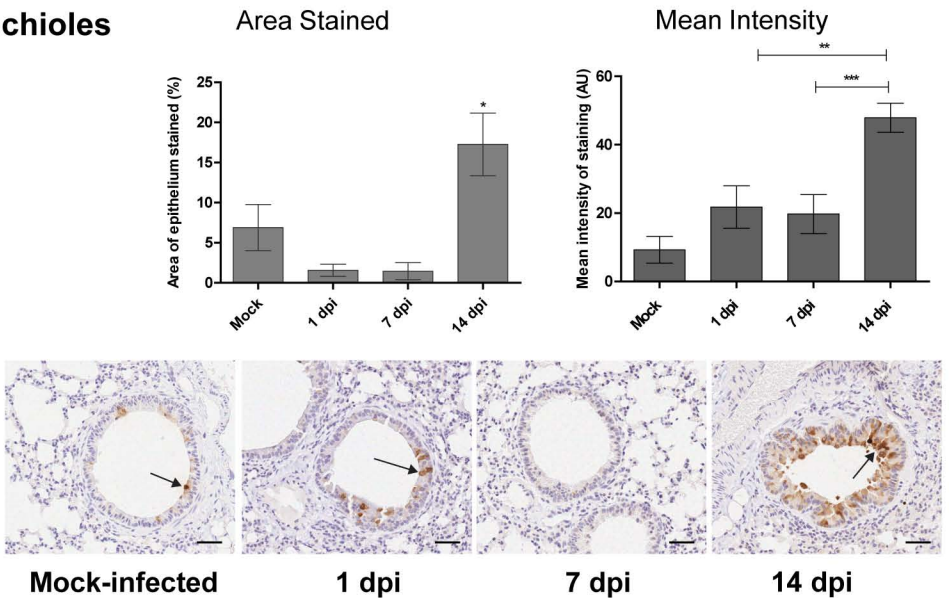 chioles
Area Stained
Mean Intensity
Area of epithelium stained (%)
25
20
15
10
5
0
*
Mock
1 dpi
7 dpi
14 dpi
Mean intensity of staining (AU)
60
40
20
0
**
***
Mock
1 dpi
7 dpi
14 dpi
Mock-infected
1 dpi
7 dpi
14 dpi